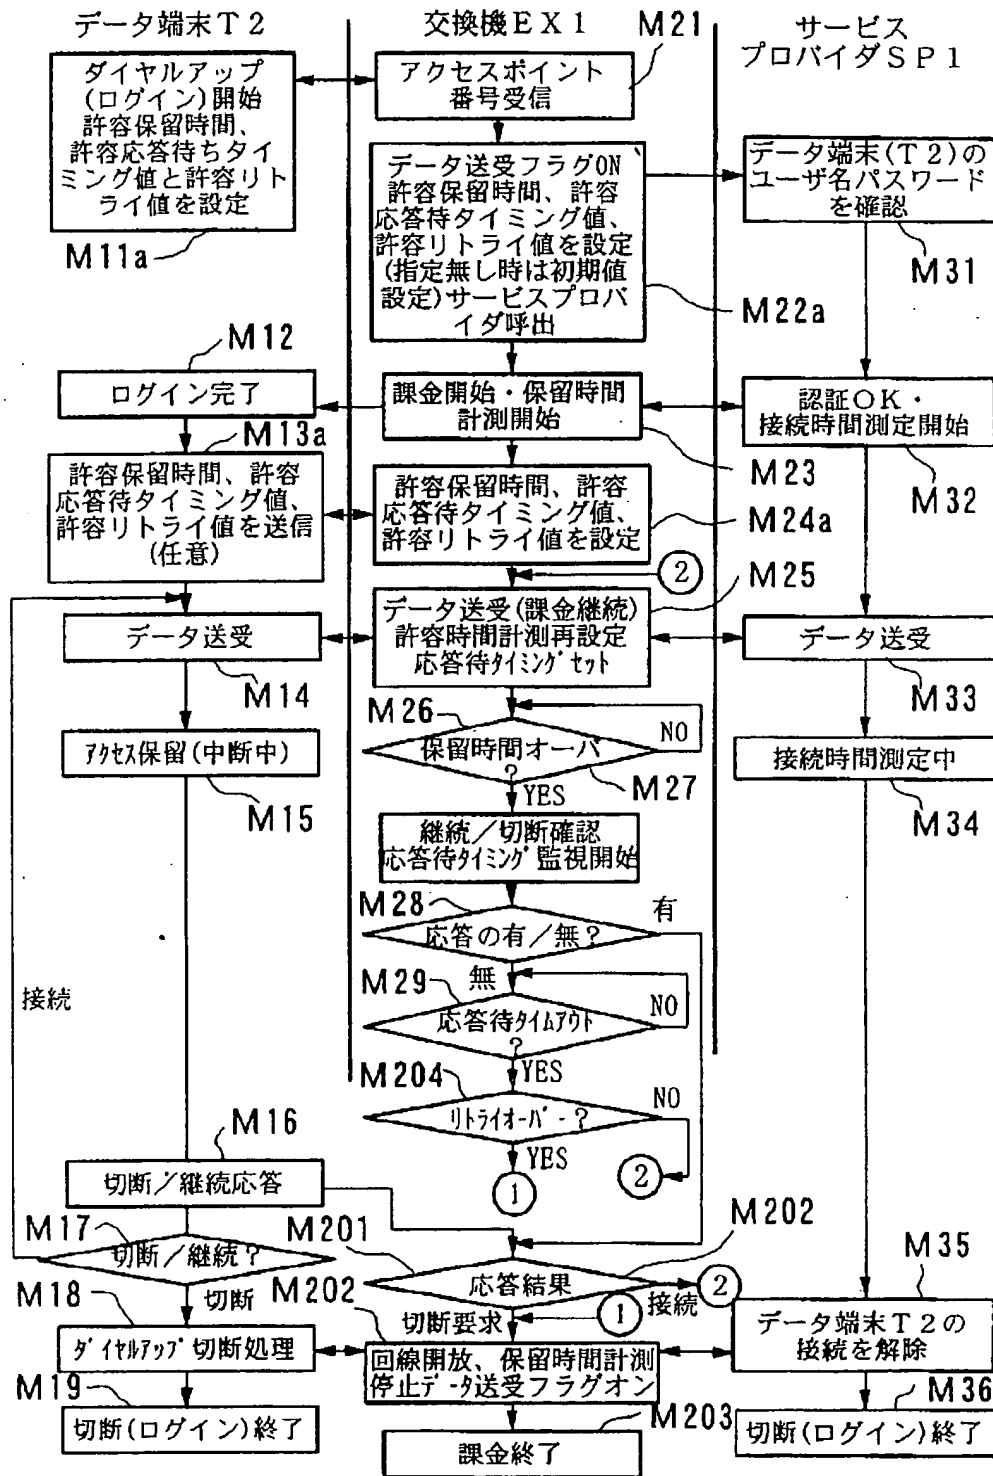 データ端末T2
交換機EX1
サービス
プロバイダSP1
M21
ダイヤルアップ
(ログイン)開始
許容保留時間、
許容応答待ちタイ
ミング値と許容リト
ライ値を設定
M11a
アクセスポイント
番号受信
データ送受フラグON
許容保留時間、許容
応答待タイミング値、
許容リトライ値を設定
(指定無し時は初期値
設定)サービスプロバ
イダ呼出
M22a
データ端末(T2)の
ユーザ名パスワード
を確認
M31
M12
ログイン完了
課金開始・保留時間
計測開始
M23
認証OK・
接続時間測定開始
M32
M13a
許容保留時間、許容
応答待タイミング値、
許容リトライ値を送信
(任意)
許容保留時間、許容
応答待タイミング値、
許容リトライ値を設定
M24a
②
M25
データ送受
M14
データ送受(課金継続)
許容時間計測再設定
応答待タイミングセット
データ送受
M33
M26
保留時間オーバ
?
NO
M27
YES
アクセス保留(中断中)
M15
接続時間測定中
M34
継続/切断確認
応答待タイミング監視開始
M28
応答の有/無?
有
無
M29
応答待タイムアウト
?
NO
YES
接続
M204
リトライオーバー?
NO
YES
①
②
M16
切断/継続応答
M17
切断/継続?
切断
M201
応答結果
M202
接続
②
切断要求
①
M18
ダイヤルアップ切断処理
M202
回線開放、保留時間計測
停止データ送受フラグオン
M35
データ端末T2の
接続を解除
M19
切断(ログイン)終了
M203
課金終了
M36
切断(ログイン)終了